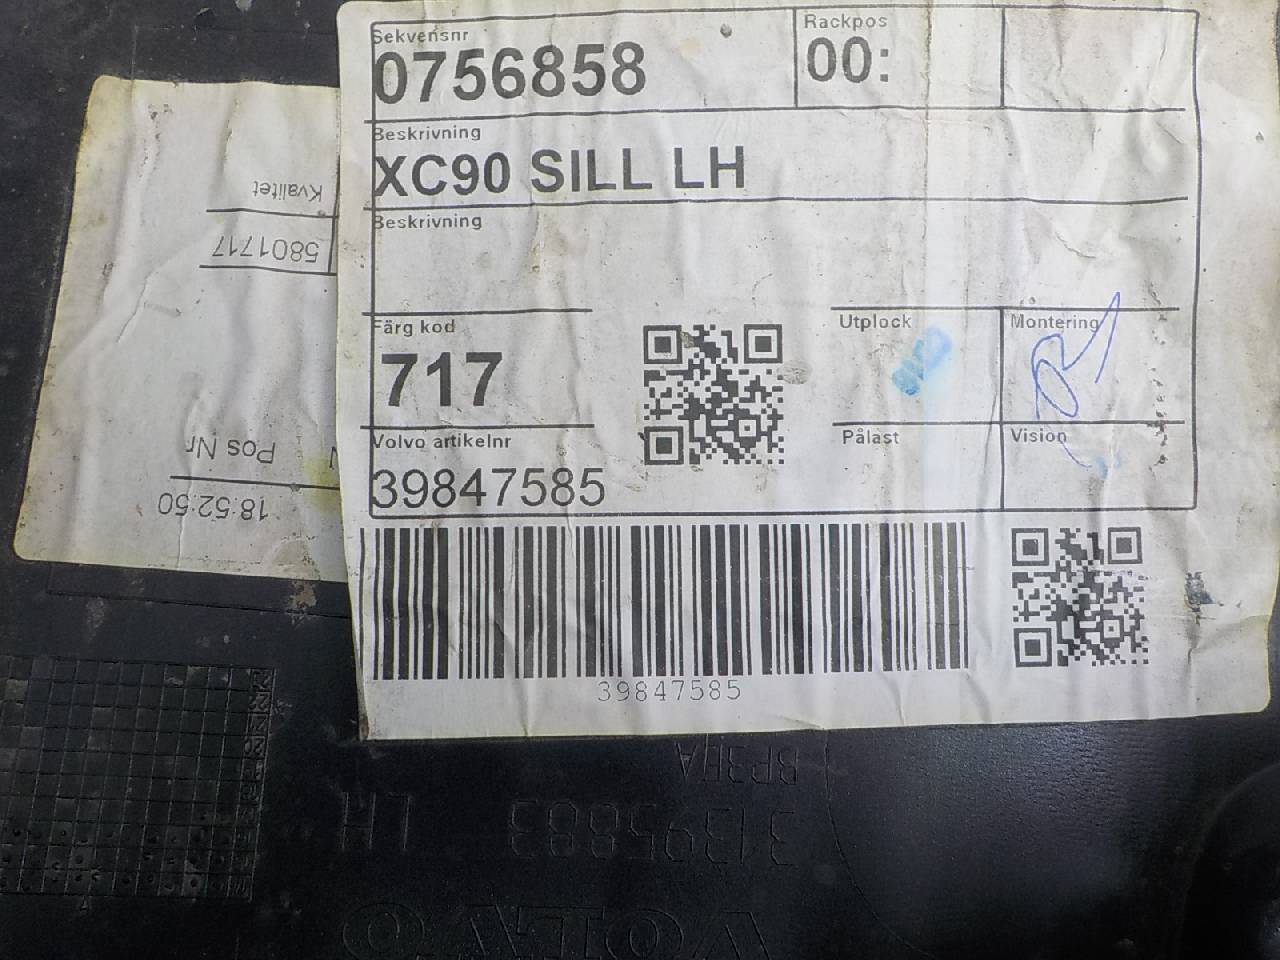 Sekvensnr
0756858
Rackpos
00:
Beskrivning
XC90 SILL LH
Beskrivning
Färg kod
717
Utplock
Montering
Volvo artikelnr
39847585
Pålast
Vision
39847585
Kvalitet
5801717
Pos Nr
18:52:50
31395883 LH
VOLVO